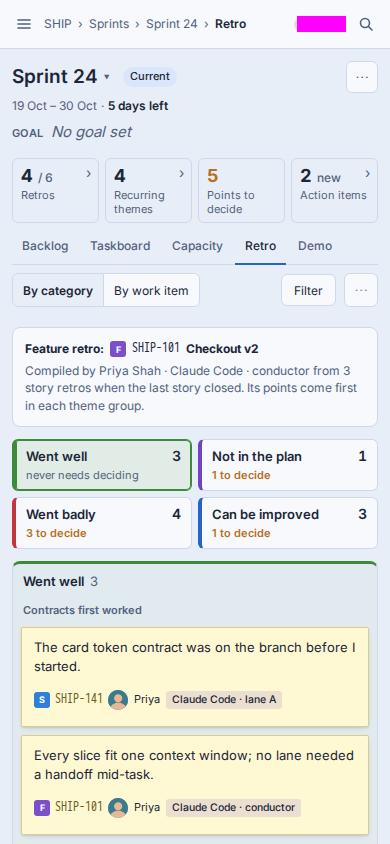 SHIP › Sprints › Sprint 24 › Retro
Sprint 24 ▾ Current ...
19 Oct – 30 Oct · 5 days left
GOAL No goal set
4 / 6 ›
Retros
4 ›
Recurring
themes
5
Points to
decide
2 new ›
Action items
Backlog Taskboard Capacity Retro Demo
By category By work item Filter ...
Feature retro: F SHIP-101 Checkout v2
Compiled by Priya Shah · Claude Code · conductor from 3
story retros when the last story closed. Its points come first
in each theme group.
Went well 3
never needs deciding
Not in the plan 1
1 to decide
Went badly 4
3 to decide
Can be improved 3
1 to decide
Went well 3
Contracts first worked
The card token contract was on the branch before I
started.
S SHIP-141 Priya Claude Code · lane A
Every slice fit one context window; no lane needed
a handoff mid-task.
F SHIP-101 Priya Claude Code · conductor